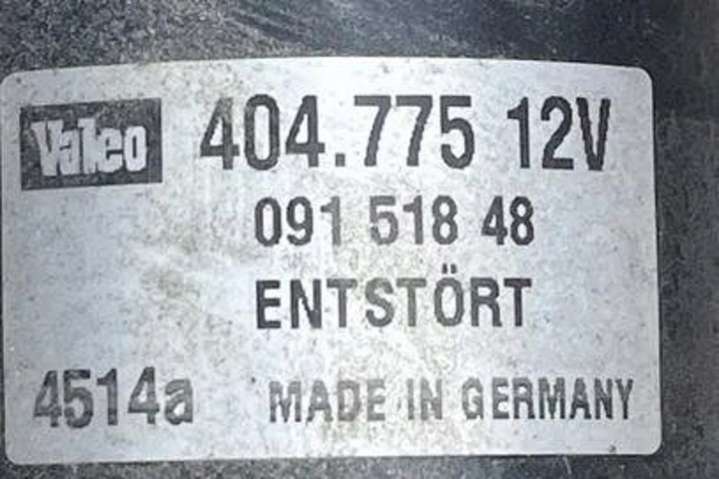 Valeo 404.775 12V
091 518 48
ENTSTÖRT
4514a MADE IN GERMANY